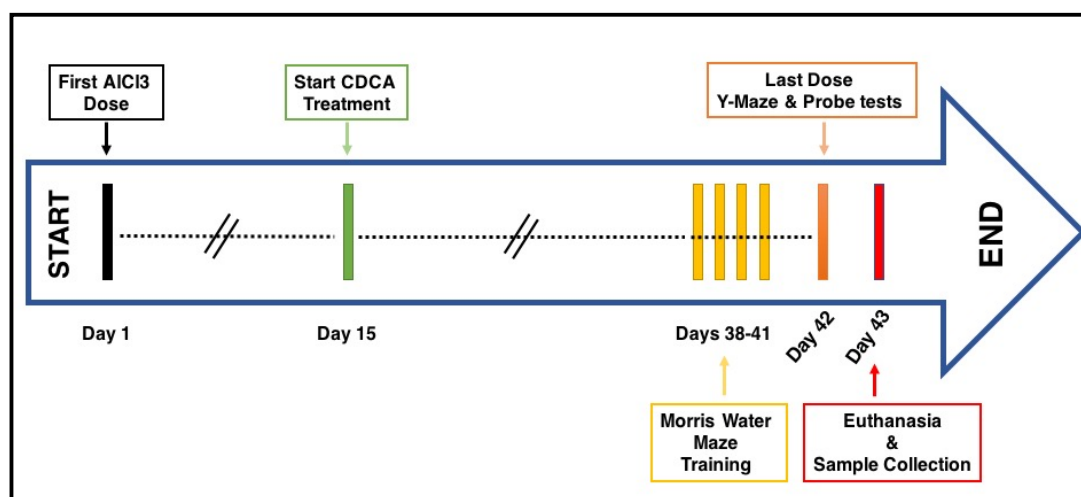 First AlCl3
Dose
Start CDCA
Treatment
Last Dose
Y-Maze & Probe tests
START
END
Day 1
Day 15
Days 38-41
Day 42
Day 43
Morris Water
Maze
Training
Euthanasia
&
Sample Collection